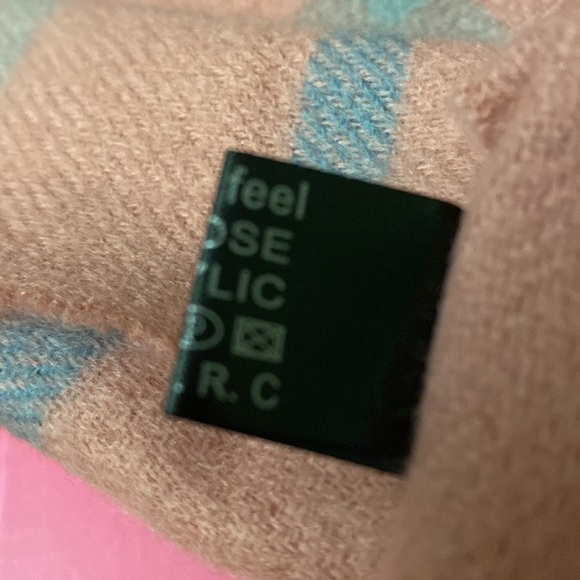 feel
OSE
LIC
P
. R. C